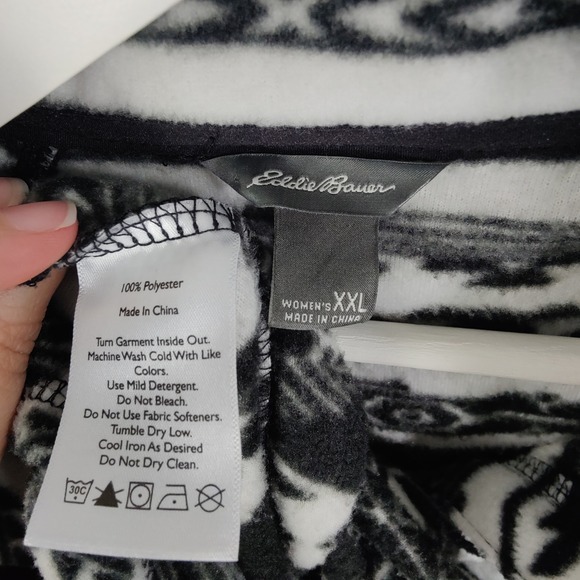 Eddie Bauer
WOMEN'S XXL
MADE IN CHINA
100% Polyester
Made In China
Turn Garment Inside Out.
Machine Wash Cold With Like
Colors.
Use Mild Detergent.
Do Not Bleach.
Do Not Use Fabric Softeners.
Tumble Dry Low.
Cool Iron As Desired
Do Not Dry Clean.
30C